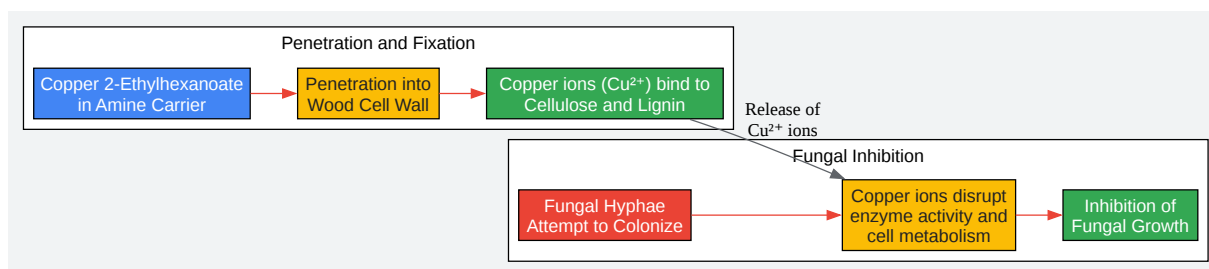 Penetration and Fixation
Copper 2-Ethylhexanoate
in Amine Carrier
Penetration into
Wood Cell Wall
Copper ions (Cu²⁺) bind to
Cellulose and Lignin
Release of
Cu²⁺ ions
Fungal Inhibition
Fungal Hyphae
Attempt to Colonize
Copper ions disrupt
enzyme activity and
cell metabolism
Inhibition of
Fungal Growth